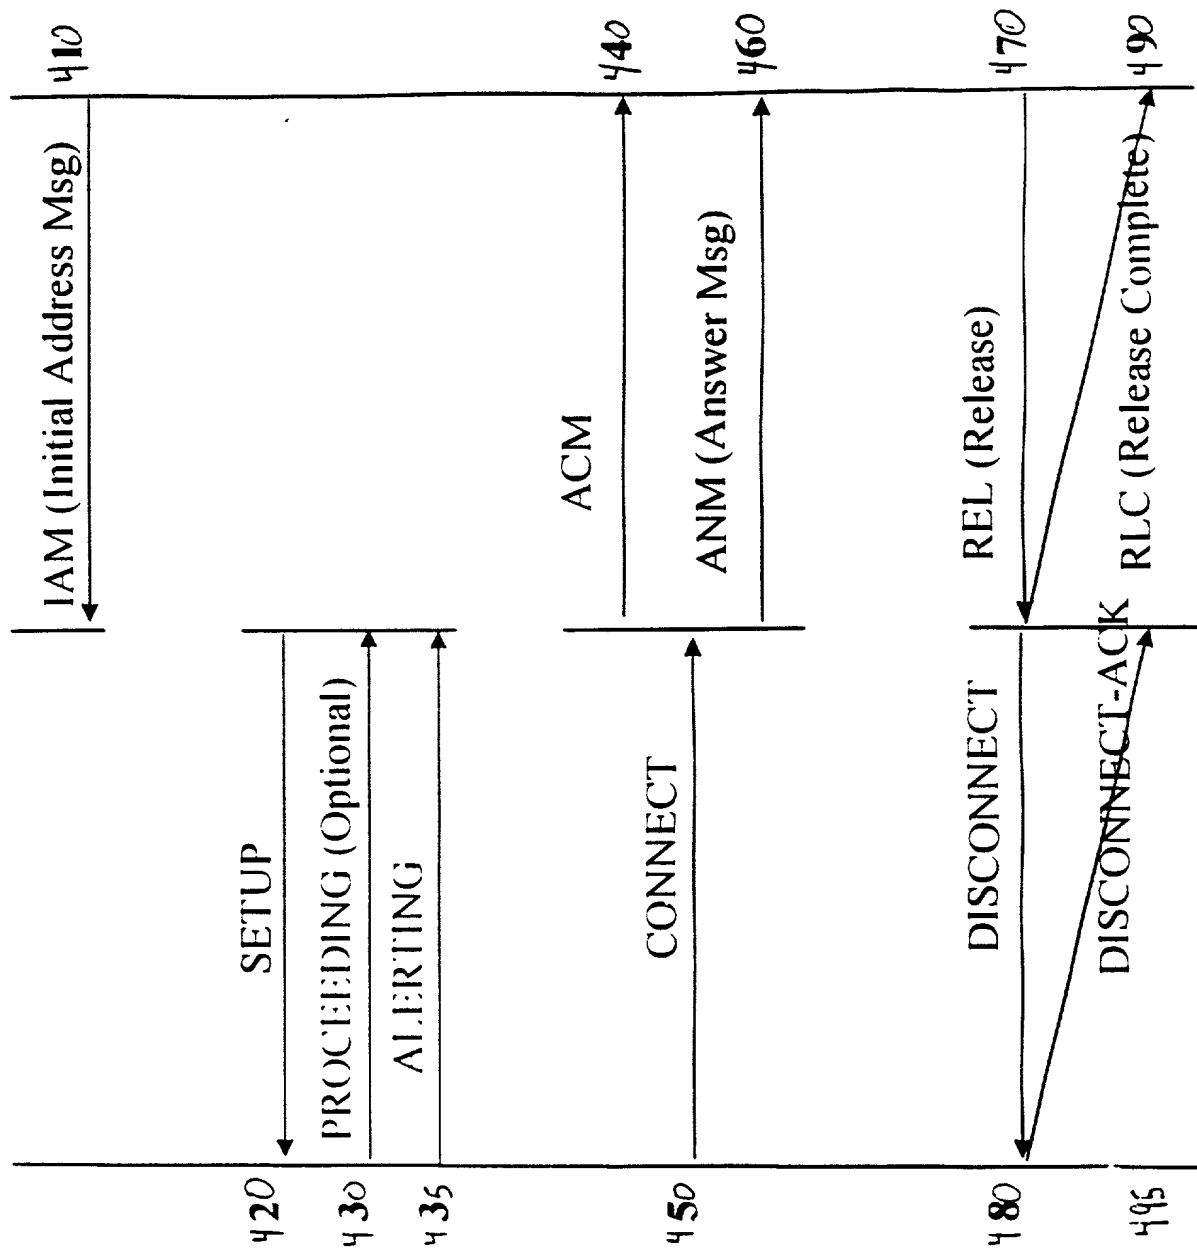 410
IAM (Initial Address Msg)
SETUP
420
PROCEEDING (Optional)
430
ALERTING
435
440
ACM
CONNECT
450
460
ANM (Answer Msg)
470
REL (Release)
DISCONNECT
480
490
RLC (Release Complete)
DISCONNECT-ACK
495